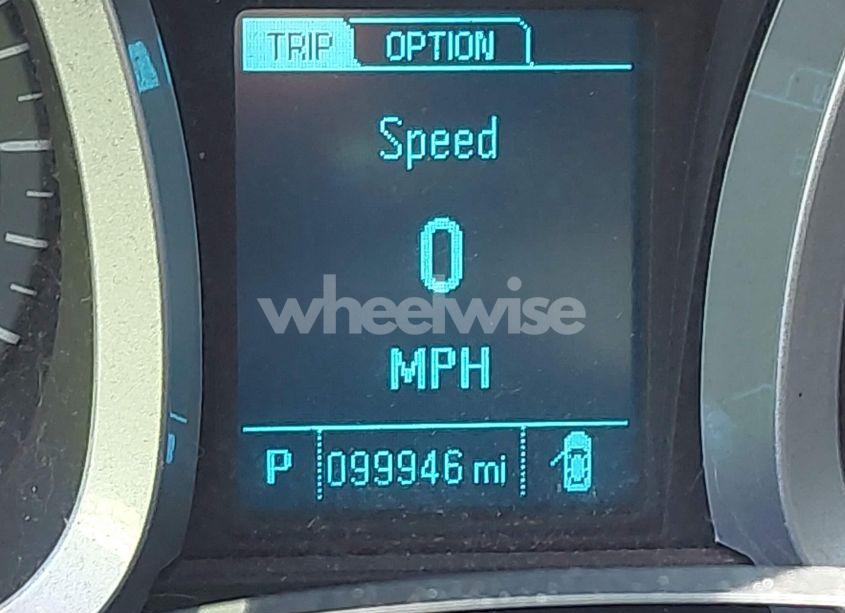 TRIP OPTION
Speed
0
wheelwise
MPH
P 099946 mi